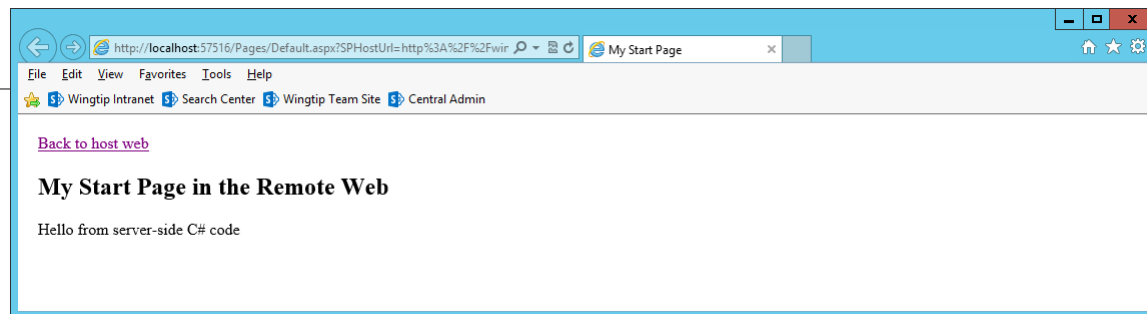 http://localhost:57516/Pages/Default.aspx?SPHostUrl=http%3A%2F%2Fwir
My Start Page
File Edit View Favorites Tools Help
Wingtip Intranet Search Center Wingtip Team Site Central Admin
Back to host web
My Start Page in the Remote Web
Hello from server-side C# code